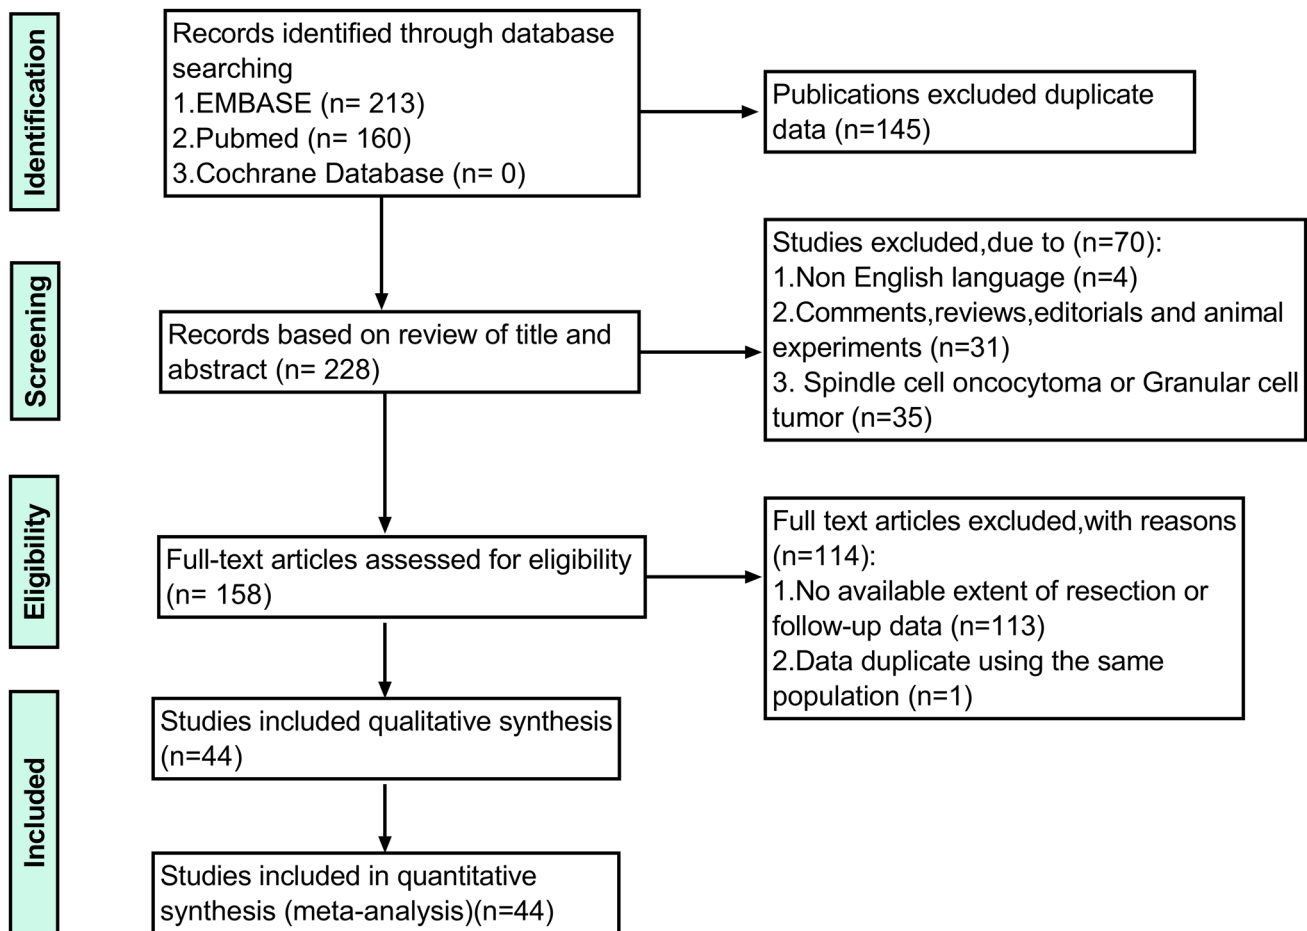 Identification
Records identified through database
searching
1.EMBASE (n= 213)
2.Pubmed (n= 160)
3.Cochrane Database (n= 0)
Publications excluded duplicate
data (n=145)
Screening
Records based on review of title and
abstract (n= 228)
Studies excluded,due to (n=70):
1.Non English language (n=4)
2.Comments,reviews,editorials and animal
experiments (n=31)
3. Spindle cell oncocytoma or Granular cell
tumor (n=35)
Eligibility
Full-text articles assessed for eligibility
(n= 158)
Full text articles excluded,with reasons
(n=114):
1.No available extent of resection or
follow-up data (n=113)
2.Data duplicate using the same
population (n=1)
Included
Studies included qualitative synthesis
(n=44)
Studies included in quantitative
synthesis (meta-analysis)(n=44)